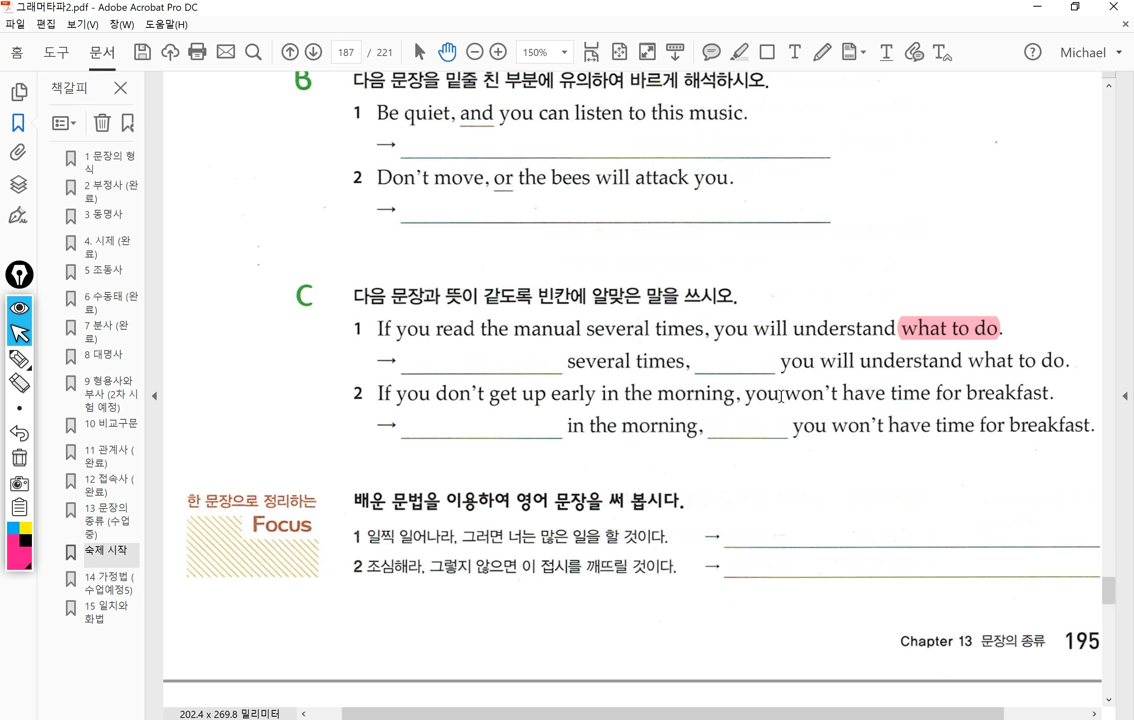 그래머타파2.pdf - Adobe Acrobat Pro DC
파일 편집 보기(V) 창(W) 도움말(H)
홈 도구 문서 187 / 221 150% Michael
책갈피
1 문장의 형
식
2 부정사 (완
료)
3 동명사
4. 시제 (완
료)
5 조동사
6 수동태 (완
료)
7 분사 (완
료)
8 대명사
9 형용사와
부사 (2차 시
험 예정)
10 비교구문
11 관계사 (
완료)
12 접속사 (
완료)
13 문장의
종류 (수업
중)
숙제 시작
14 가정법 (
수업예정5)
15 일치와
화법
B 다음 문장을 밑줄 친 부분에 유의하여 바르게 해석하시오.
1 Be quiet, and you can listen to this music.
→
2 Don't move, or the bees will attack you.
→
C 다음 문장과 뜻이 같도록 빈칸에 알맞은 말을 쓰시오.
1 If you read the manual several times, you will understand what to do.
→ several times, you will understand what to do.
2 If you don't get up early in the morning, you won't have time for breakfast.
→ in the morning, you won't have time for breakfast.
한 문장으로 정리하는
Focus
배운 문법을 이용하여 영어 문장을 써 봅시다.
1 일찍 일어나라, 그러면 너는 많은 일을 할 것이다. →
2 조심해라, 그렇지 않으면 이 접시를 깨뜨릴 것이다. →
Chapter 13 문장의 종류 195
202.4 x 269.8 밀리미터